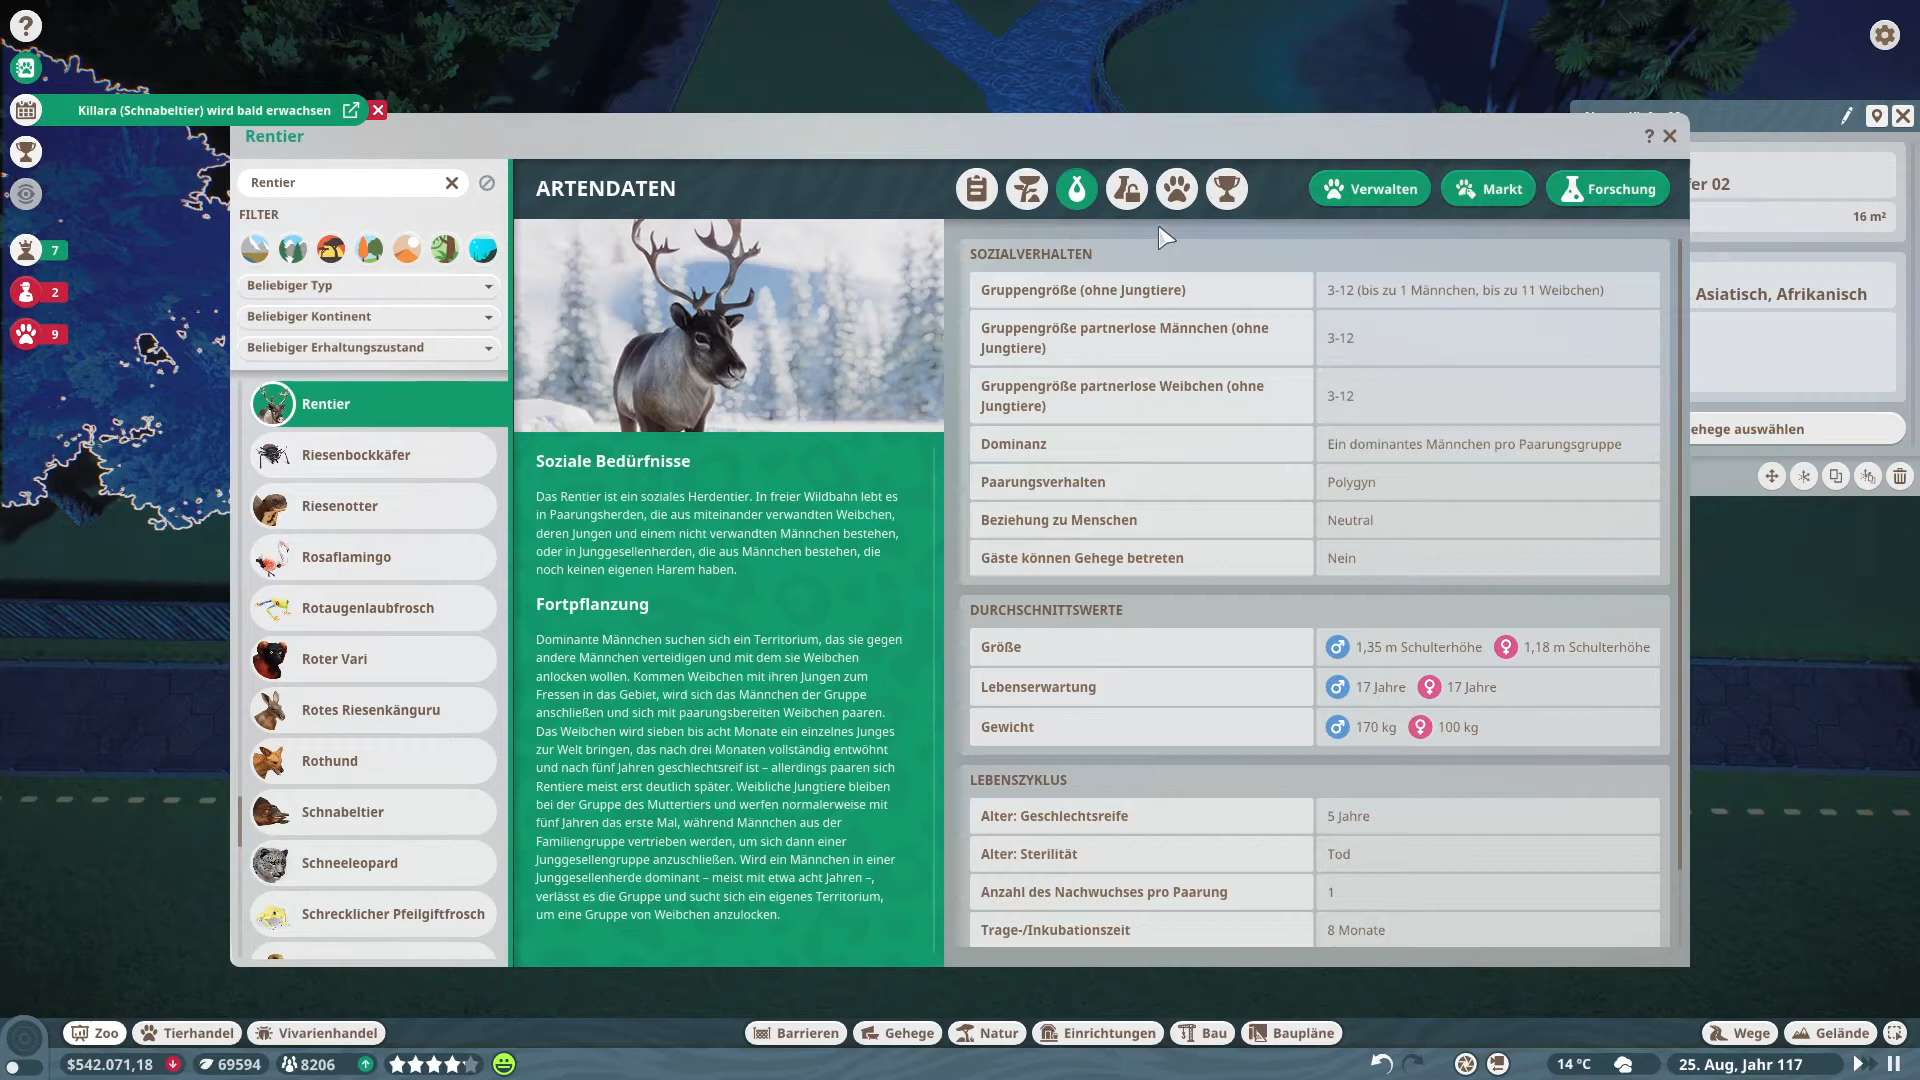 ?
Killara (Schnabeltier) wird bald erwachsen
7
2
9
Rentier
?
Rentier
FILTER
Beliebiger Typ
Beliebiger Kontinent
Beliebiger Erhaltungszustand
Rentier
Riesenbockkäfer
Riesenotter
Rosaflamingo
Rotaugenlaubfrosch
Roter Vari
Rotes Riesenkänguru
Rothund
Schnabeltier
Schneeleopard
Schrecklicher Pfeilgiftfrosch
ARTENDATEN
Verwalten
Markt
Forschung
Soziale Bedürfnisse
Das Rentier ist ein soziales Herdentier. In freier Wildbahn lebt es
in Paarungsherden, die aus miteinander verwandten Weibchen,
deren Jungen und einem nicht verwandten Männchen bestehen,
oder in Junggesellenherden, die aus Männchen bestehen, die
noch keinen eigenen Harem haben.
Fortpflanzung
Dominante Männchen suchen sich ein Territorium, das sie gegen
andere Männchen verteidigen und mit dem sie Weibchen
anlocken wollen. Kommen Weibchen mit ihren Jungen zum
Fressen in das Gebiet, wird sich das Männchen der Gruppe
anschließen und sich mit paarungsbereiten Weibchen paaren.
Das Weibchen wird sieben bis acht Monate ein einzelnes Junges
zur Welt bringen, das nach drei Monaten vollständig entwöhnt
und nach fünf Jahren geschlechtsreif ist – allerdings paaren sich
Rentiere meist erst deutlich später. Weibliche Jungtiere bleiben
bei der Gruppe des Muttertiers und werfen normalerweise mit
fünf Jahren das erste Mal, während Männchen aus der
Familiengruppe vertrieben werden, um sich dann einer
Junggesellengruppe anzuschließen. Wird ein Männchen in einer
Junggesellenherde dominant – meist mit etwa acht Jahren –,
verlässt es die Gruppe und sucht sich ein eigenes Territorium,
um eine Gruppe von Weibchen anzulocken.
SOZIALVERHALTEN
Gruppengröße (ohne Jungtiere) 3-12 (bis zu 1 Männchen, bis zu 11 Weibchen)
Gruppengröße partnerlose Männchen (ohne
Jungtiere) 3-12
Gruppengröße partnerlose Weibchen (ohne
Jungtiere) 3-12
Dominanz Ein dominantes Männchen pro Paarungsgruppe
Paarungsverhalten Polygyn
Beziehung zu Menschen Neutral
Gäste können Gehege betreten Nein
DURCHSCHNITTSWERTE
Größe ♂ 1,35 m Schulterhöhe ♀ 1,18 m Schulterhöhe
Lebenserwartung ♂ 17 Jahre ♀ 17 Jahre
Gewicht ♂ 170 kg ♀ 100 kg
LEBENSZYKLUS
Alter: Geschlechtsreife 5 Jahre
Alter: Sterilität Tod
Anzahl des Nachwuchses pro Paarung 1
Trage-/Inkubationszeit 8 Monate
fer 02
16 m²
, Asiatisch, Afrikanisch
ehege auswählen
Zoo
Tierhandel
Vivarienhandel
Barrieren
Gehege
Natur
Einrichtungen
Bau
Baupläne
Wege
Gelände
$542.071,18
69594
8206
14 °C
25. Aug, Jahr 117